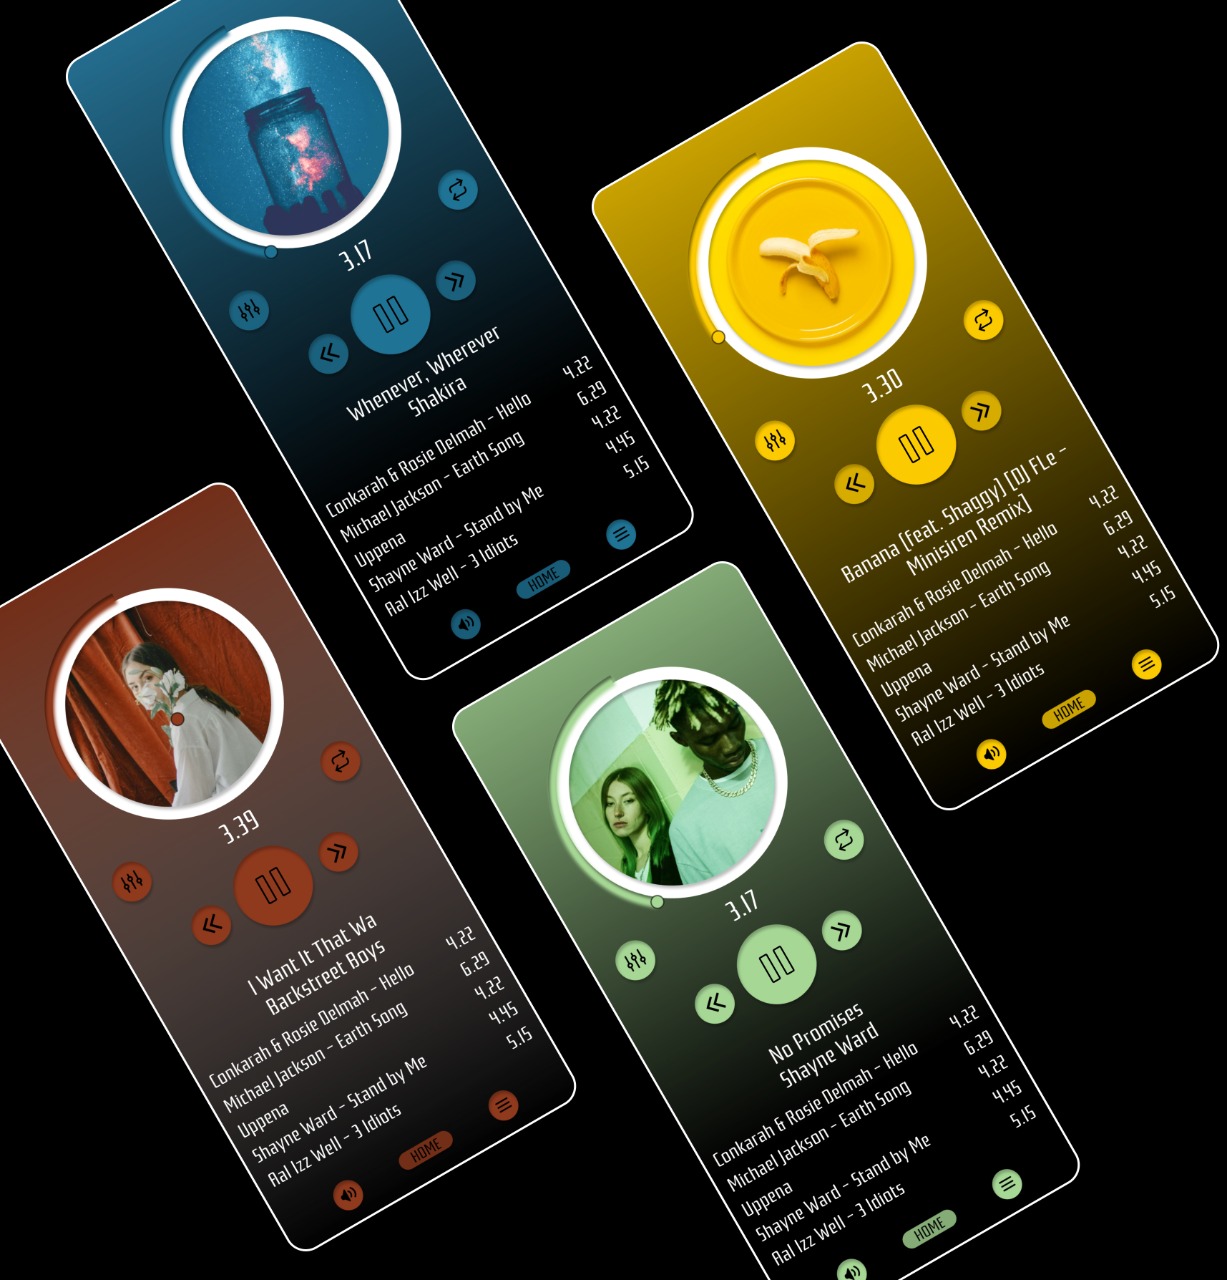 3.17
Whenever, Wherever
Shakira
Conkarah & Rosie Delmah - Hello 4.22
Michael Jackson - Earth Song 6.29
Uppena 4.22
Shayne Ward - Stand by Me 4.45
Aal Izz Well - 3 Idiots 5.15
HOME
3.30
Banana [feat. Shaggy] [DJ FLe -
Minisiren Remix]
Conkarah & Rosie Delmah - Hello 4.22
Michael Jackson - Earth Song 6.29
Uppena 4.22
Shayne Ward - Stand by Me 4.45
Aal Izz Well - 3 Idiots 5.15
HOME
3.39
I Want It That Wa
Backstreet Boys
Conkarah & Rosie Delmah - Hello 4.22
Michael Jackson - Earth Song 6.29
Uppena 4.22
Shayne Ward - Stand by Me 4.45
Aal Izz Well - 3 Idiots 5.15
HOME
3.17
No Promises
Shayne Ward
Conkarah & Rosie Delmah - Hello 4.22
Michael Jackson - Earth Song 6.29
Uppena 4.22
Shayne Ward - Stand by Me 4.45
Aal Izz Well - 3 Idiots 5.15
HOME